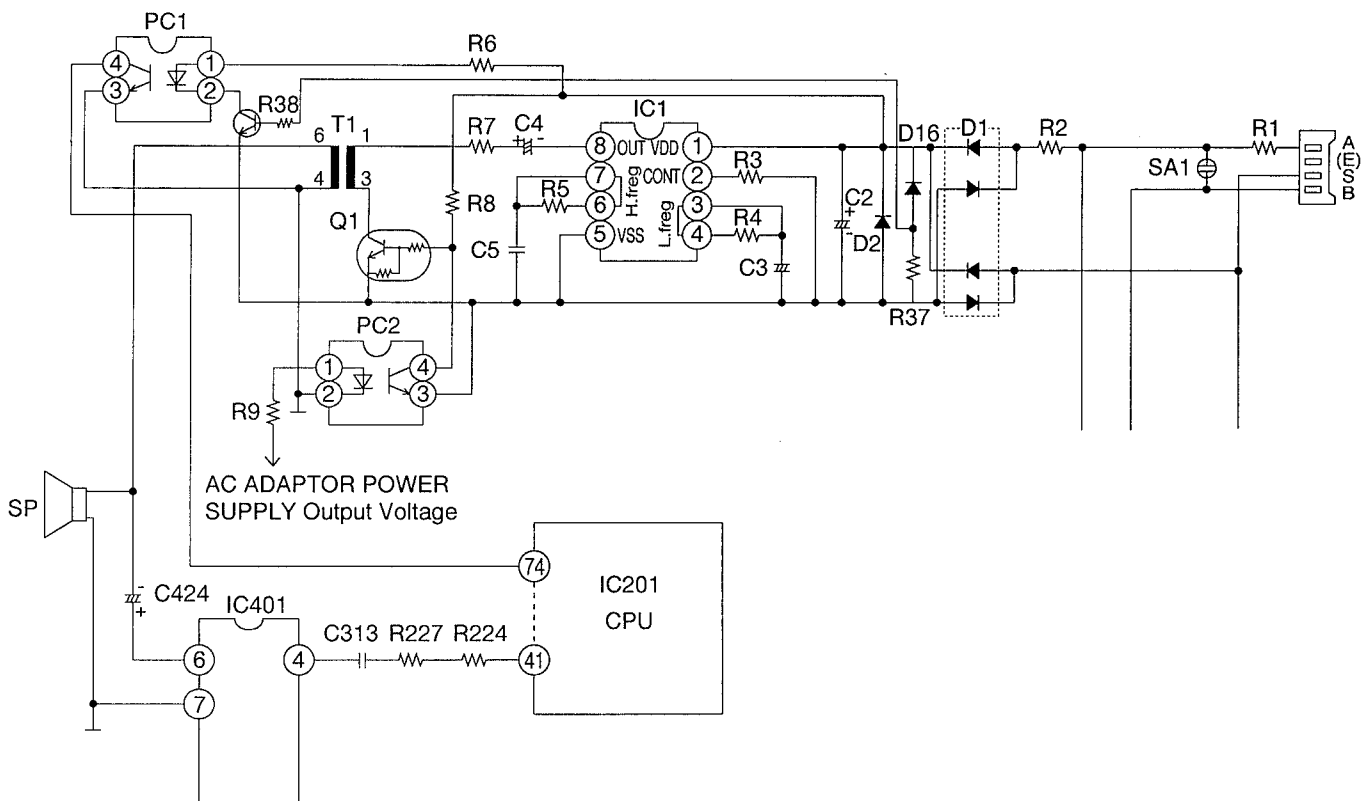 PC1
4
1
3
2
R6
R38
IC1
T1
6
1
4
3
R7
C4
+
-
8
OUT
VDD
1
7
CONT
2
6
3
5
VSS
4
H.freg
L.freg
R3
R5
R4
R8
Q1
C5
C3
C2
+
-
D2
D16
D1
R37
R2
SA1
R1
A
(E)
S
B
PC2
1
4
2
3
R9
AC ADAPTOR POWER
SUPPLY Output Voltage
SP
C424
-
+
IC401
6
4
7
C313
R227
R224
74
41
IC201
CPU